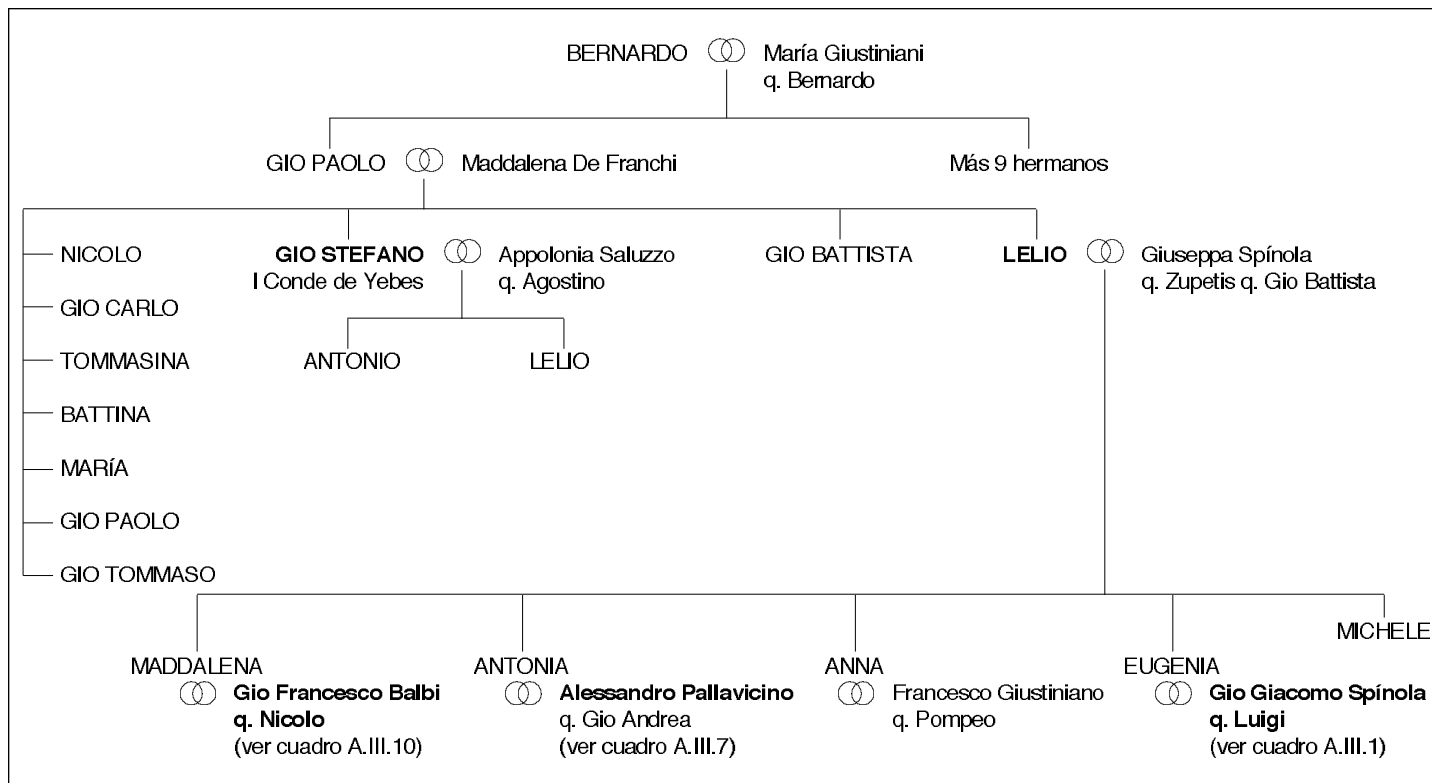 BERNARDO María Giustiniani
q. Bernardo
GIO PAOLO Maddalena De Franchi Más 9 hermanos
NICOLO
GIO CARLO
TOMMASINA
BATTINA
MARíA
GIO PAOLO
GIO TOMMASO
GIO STEFANO Appolonia Saluzzo
I Conde de Yebes q. Agostino
ANTONIO LELIO
GIO BATTISTA
LELIO Giuseppa Spínola
q. Zupetis q. Gio Battista
MADDALENA
Gio Francesco Balbi
q. Nicolo
(ver cuadro A.III.10)
ANTONIA
Alessandro Pallavicino
q. Gio Andrea
(ver cuadro A.III.7)
ANNA
Francesco Giustiniano
q. Pompeo
EUGENIA
Gio Giacomo Spínola
q. Luigi
(ver cuadro A.III.1)
MICHELE